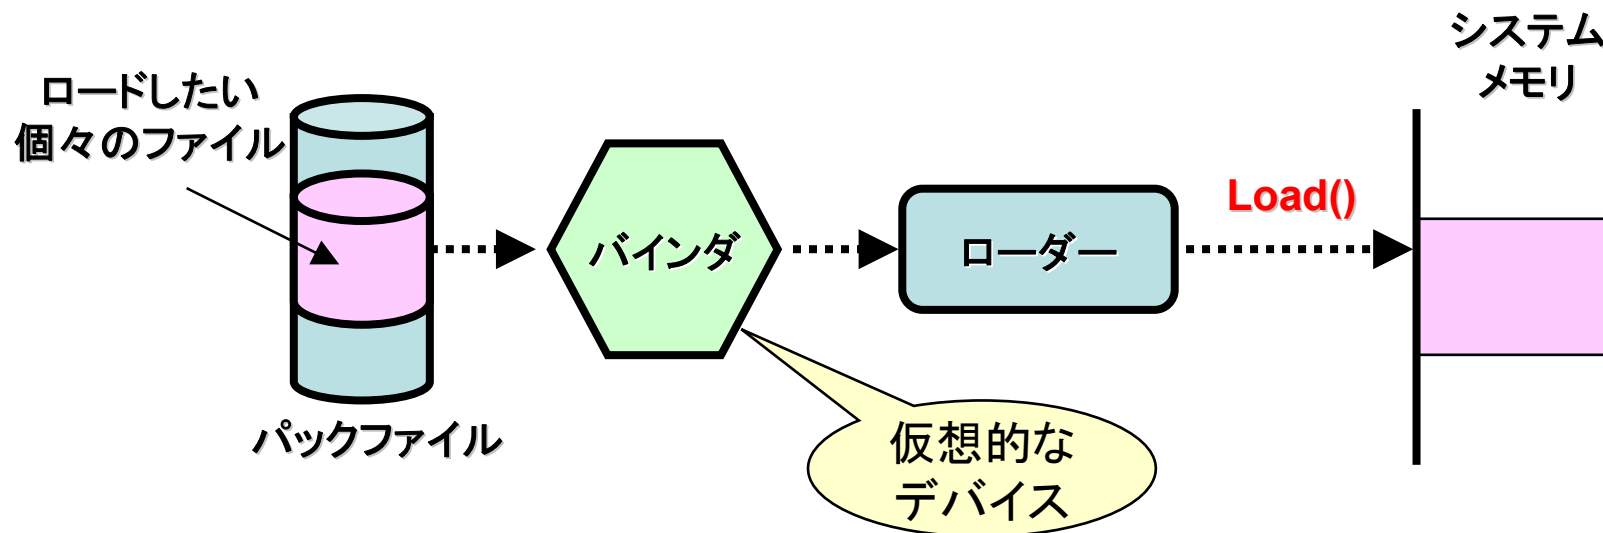 ロードしたい
個々のファイル
パックファイル
バインダ
仮想的な
デバイス
ローダー
Load()
システム
メモリ